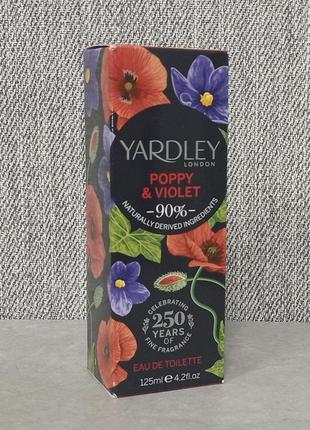 YARDLEY
LONDON
POPPY
& VIOLET
-90%-
NATURALLY DERIVED INGREDIENTS
CELEBRATING
250
YEARS
OF
FINE FRAGRANCE
EAU DE TOILETTE
125ml ℮ 4.2fl.oz